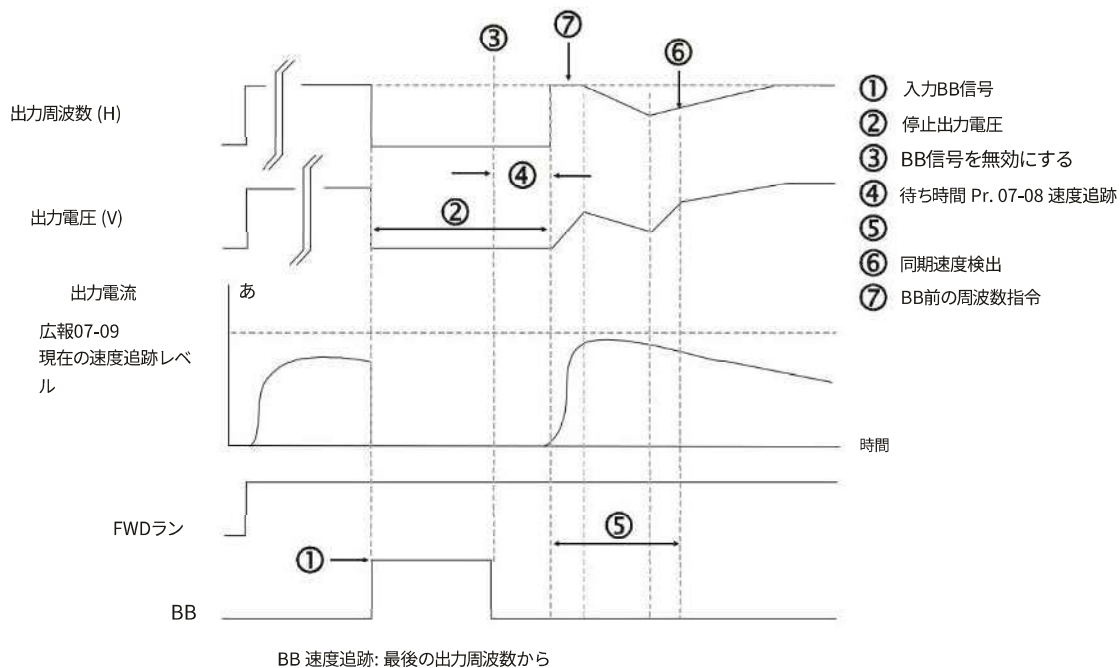 ③
⑦
⑥
出力周波数 (H)
④
出力電圧 (V)
②
① 入力BB信号
② 停止出力電圧
③ BB信号を無効にする
④ 待ち時間 Pr. 07-08 速度追跡
⑤
⑥ 同期速度検出
⑦ BB前の周波数指令
出力電流
あ
広報07-09
現在の速度追跡レベ
ル
時間
FWDラン
⑤
①
BB
BB 速度追跡: 最後の出力周波数から